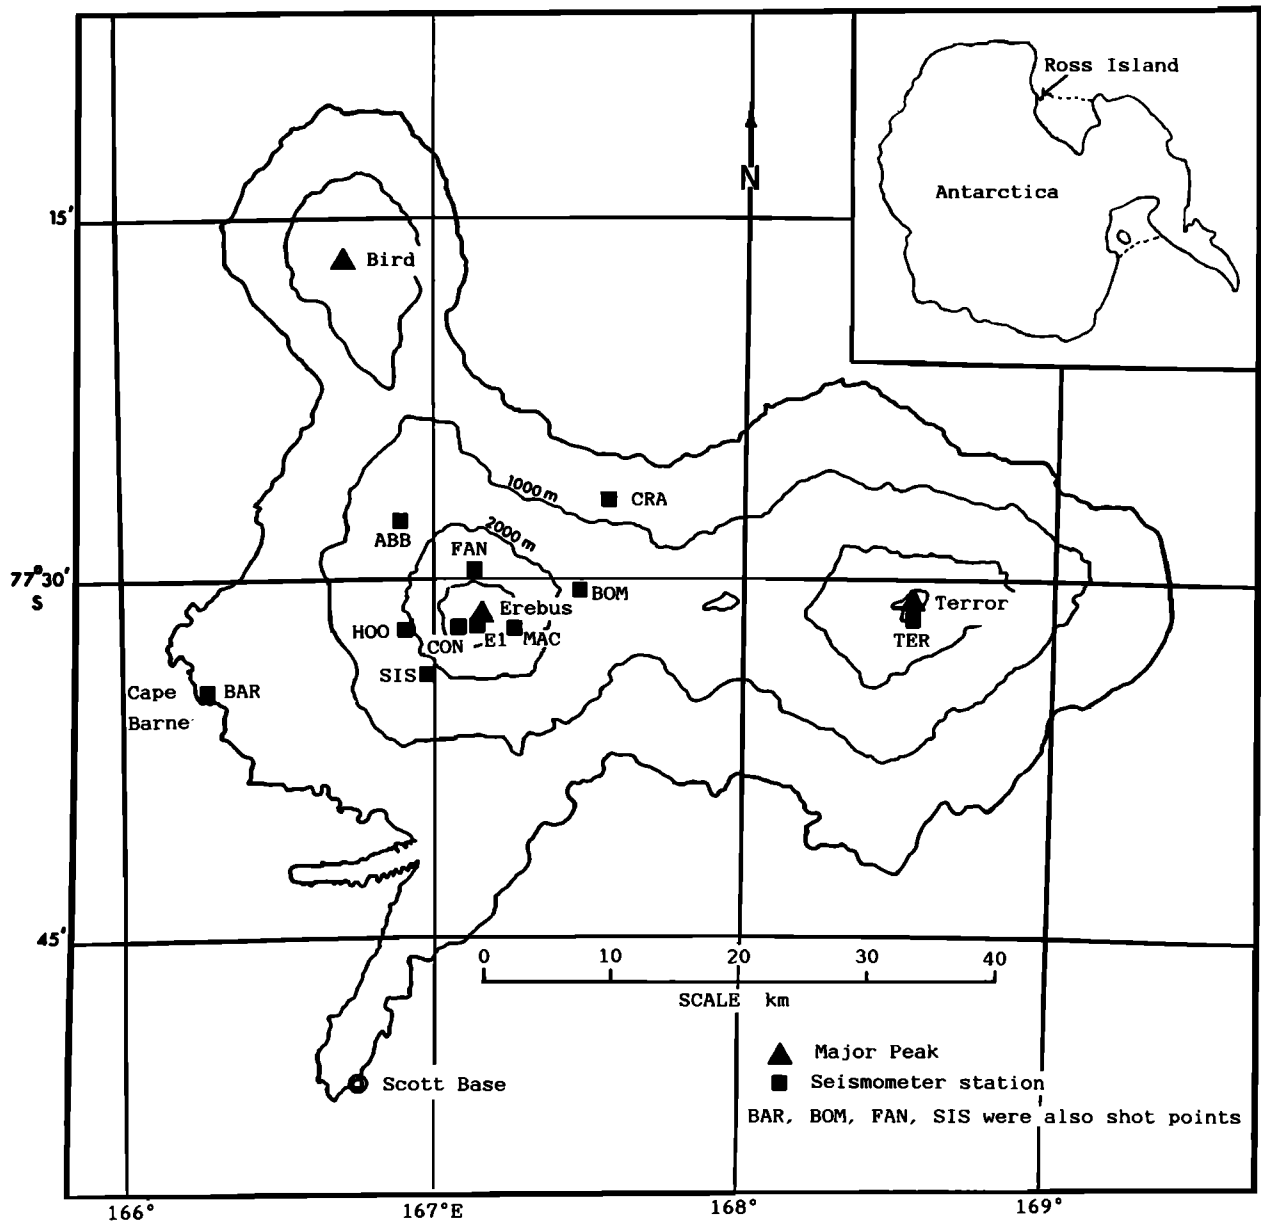 Ross Island
Antarctica
N
15'
Bird
1000m
2000m
CRA
ABB
FAN
77°30'
S
BOM
Erebus
Terror
HOO
CON
E1
MAC
TER
SIS
Cape
Barne
BAR
45'
0 10 20 30 40
SCALE km
Major Peak
Scott Base
Seismometer station
BAR, BOM, FAN, SIS were also shot points
166° 167°E 168° 169°